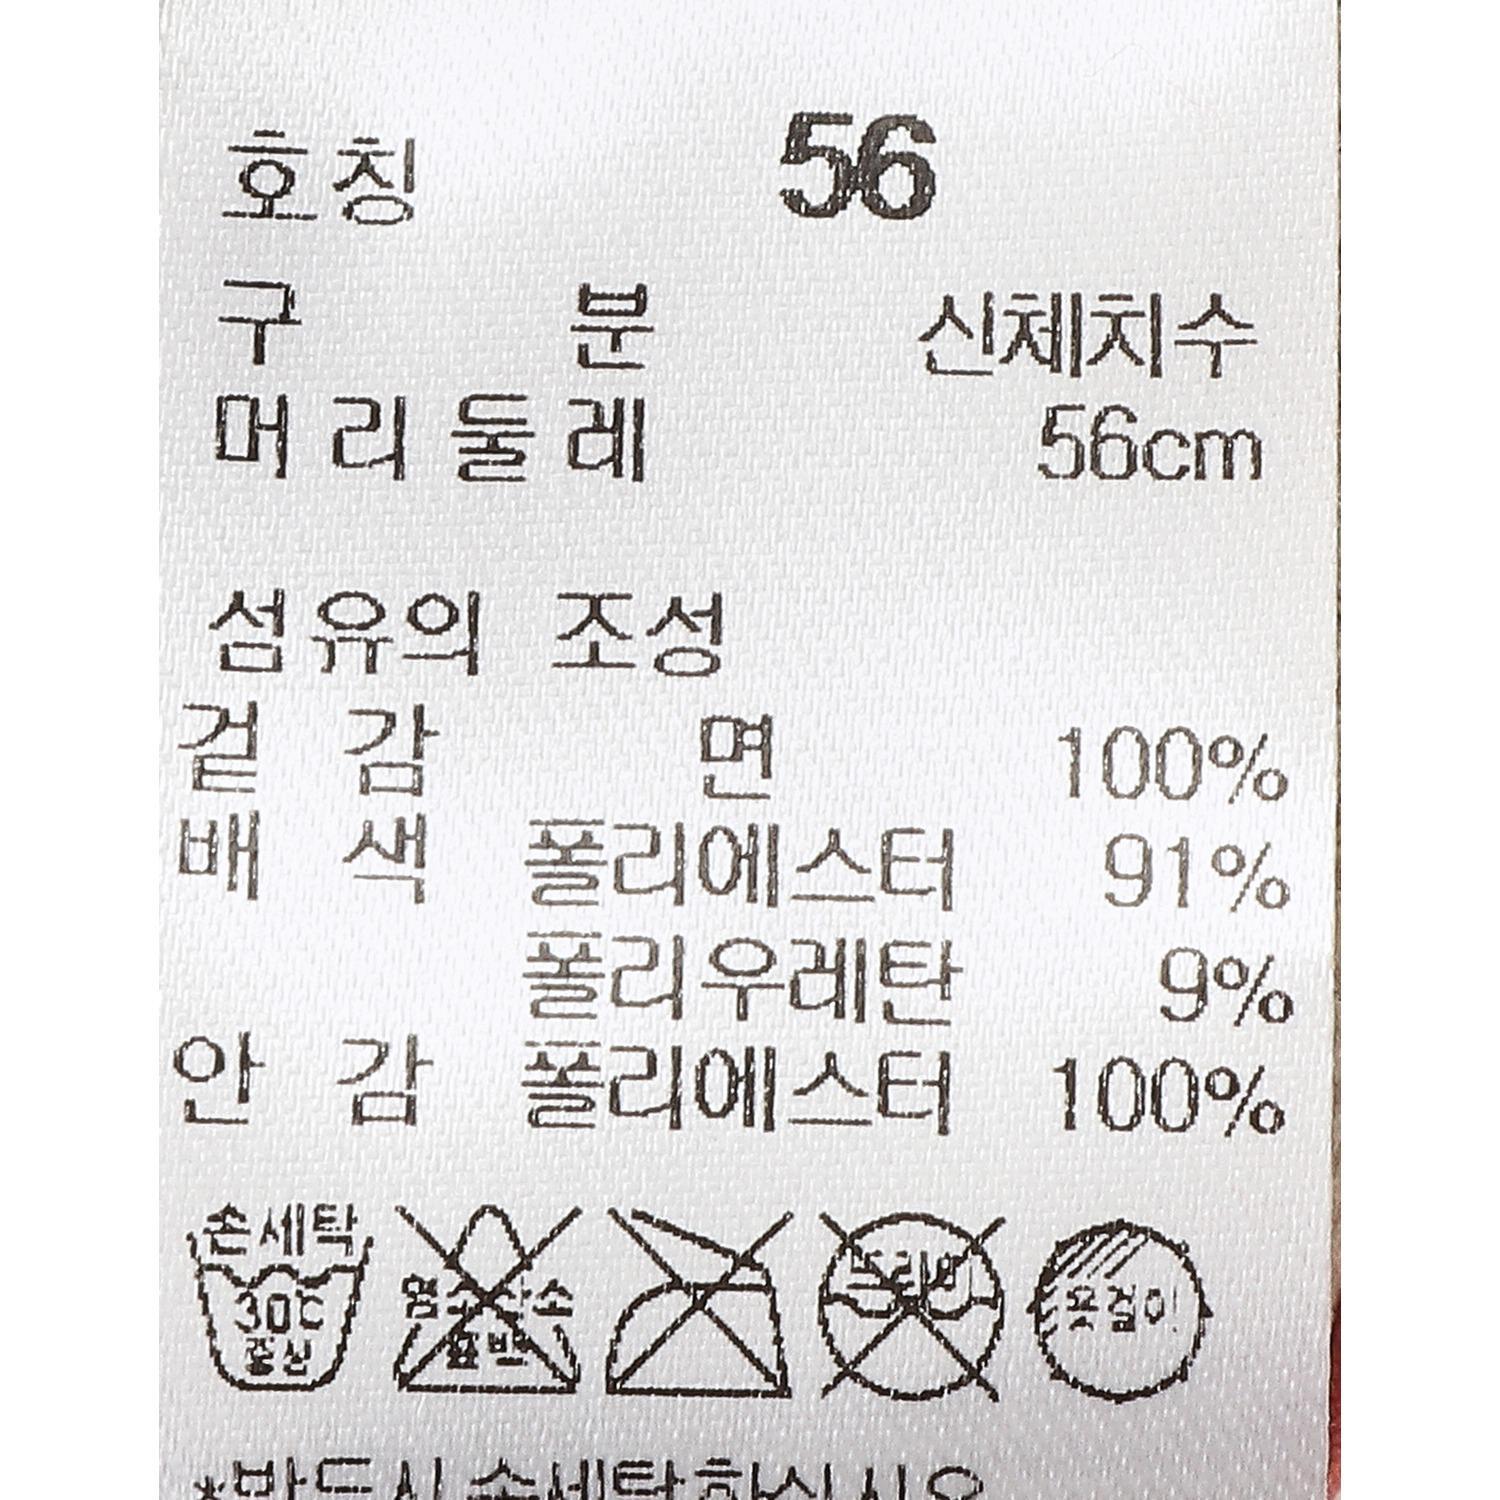 호칭 56
구 분 신체치수
머리둘레 56cm
섬유의 조성
겉 감 면 100%
배 색 폴리에스터 91%
폴리우레탄 9%
안 감 폴리에스터 100%
손세탁 30℃ 중성
염소산소표백
드라이
옷걸이
*반드시 손세탁하십시오